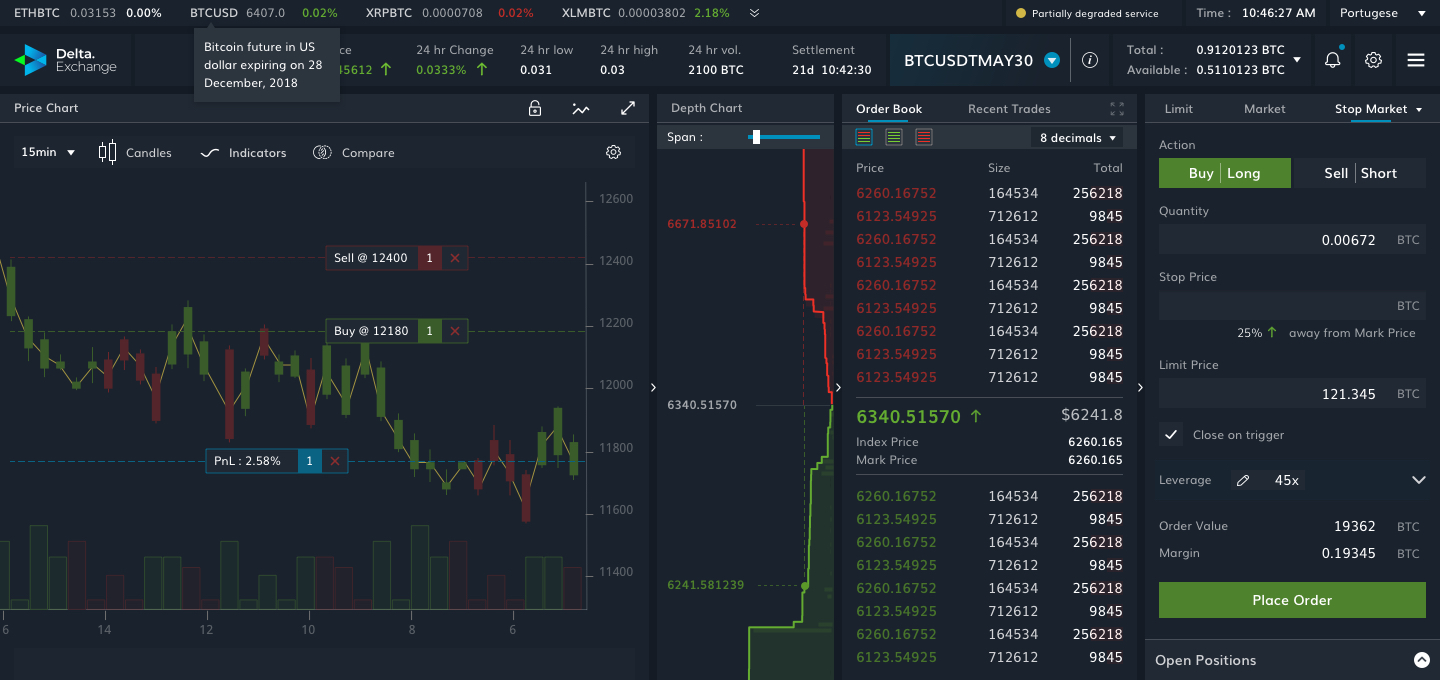 ETHBTC 0.03153 0.00% BTCUSD 6407.0 0.02% XRPBTC 0.0000708 0.02% XLMBTC 0.00003802 2.18% Partially degraded service Time : 10:46:27 AM Portugese
Delta.
Exchange
Bitcoin future in US
dollar expiring on 28
December, 2018
24 hr Change 24 hr low 24 hr high 24 hr vol. Settlement
0.0333% 0.031 0.03 2100 BTC 21d 10:42:30
BTCUSDTMAY30
Total : 0.9120123 BTC
Available : 0.5110123 BTC
Price Chart
15min Candles Indicators Compare
12600
12400
12200
12000
11800
11600
11400
Sell @ 12400 1
Buy @ 12180 1
PnL : 2.58% 1
6 14 12 10 8 6
Depth Chart
Span :
6671.85102
6340.51570
6241.581239
Order Book Recent Trades
8 decimals
Price Size Total
6260.16752 164534 256218
6123.54925 712612 9845
6260.16752 164534 256218
6123.54925 712612 9845
6260.16752 164534 256218
6123.54925 712612 9845
6260.16752 164534 256218
6123.54925 712612 9845
6123.54925 712612 9845
6340.51570 $6241.8
Index Price 6260.165
Mark Price 6260.165
6260.16752 164534 256218
6123.54925 712612 9845
6260.16752 164534 256218
6123.54925 712612 9845
6260.16752 164534 256218
6123.54925 712612 9845
6260.16752 164534 256218
6123.54925 712612 9845
Limit Market Stop Market
Action
Buy | Long Sell | Short
Quantity
0.00672 BTC
Stop Price
BTC
25% away from Mark Price
Limit Price
121.345 BTC
Close on trigger
Leverage 45x
Order Value 19362 BTC
Margin 0.19345 BTC
Place Order
Open Positions